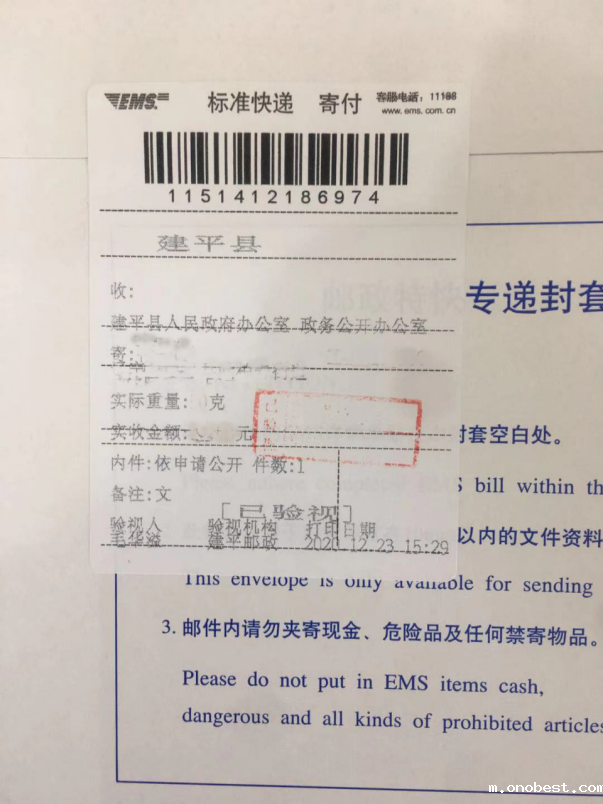 EMS 标准快递 寄付 客服电话：11186
www.ems.com.cn
1151412186974
建平县
收:
建平县人民政府办公室 政务公开办公室
寄:
实际重量: 克
实收金额: 元
内件:依申请公开 件数:1
备注:文
[已验视]
验视人 验视机构 打印日期
毛华溢 建平邮政 2020.12.23 15:29
专递封套
封套空白处。
bill within th
以内的文件资料
This envelope is only available for sending
3. 邮件内请勿夹寄现金、危险品及任何禁寄物品。
Please do not put in EMS items cash,
dangerous and all kinds of prohibited articles
m.onobest.com